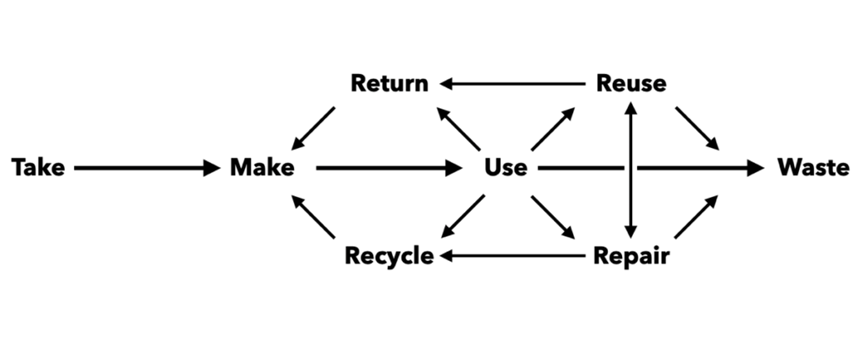 Return
Reuse
Take
Make
Use
Waste
Recycle
Repair